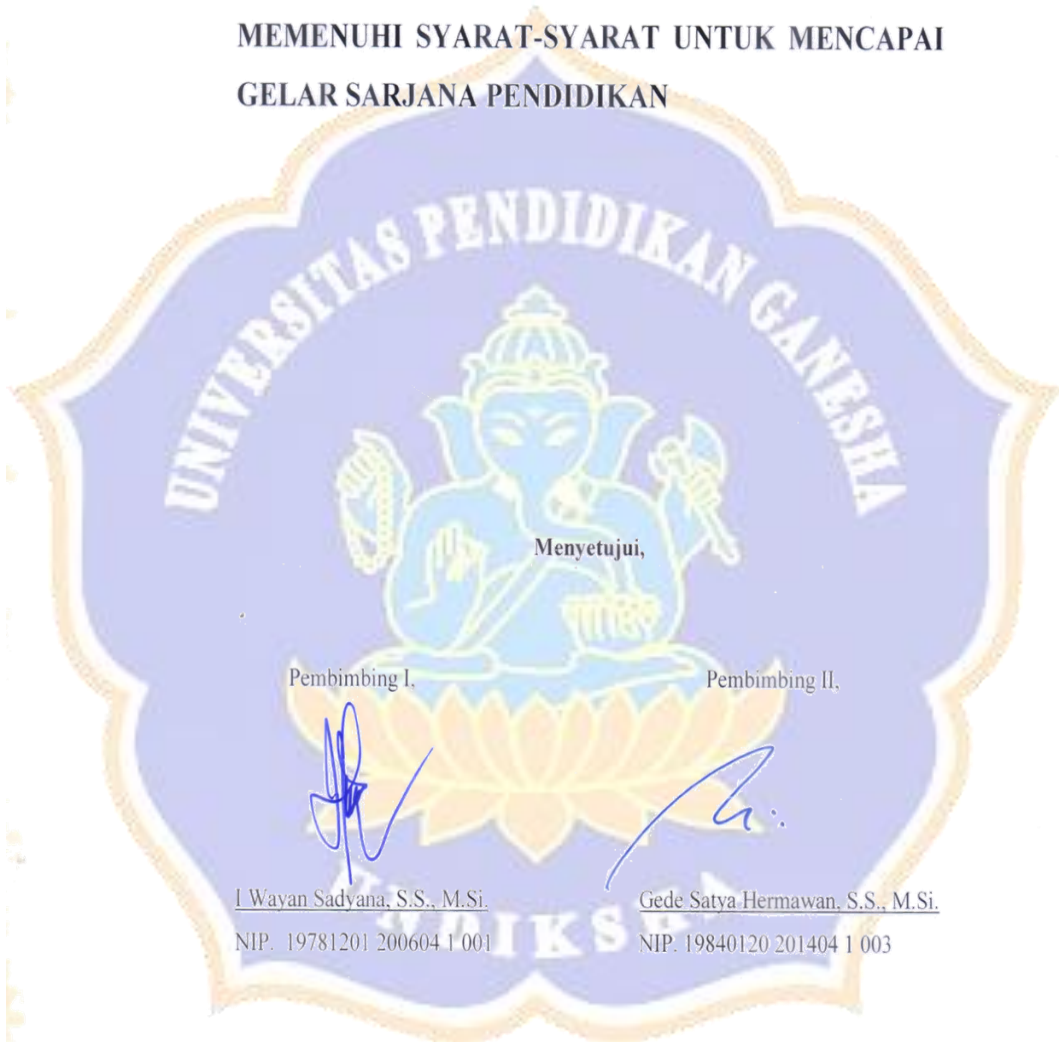 MEMENUHI SYARAT-SYARAT UNTUK MENCAPAI
GELAR SARJANA PENDIDIKAN
UNIVERSITAS PENDIDIKAN GANESHA
Menyetujui,
Pembimbing I,
Pembimbing II,
I Wayan Sadyana, S.S., M.Si.
Gede Satya Hermawan, S.S., M.Si.
NIP. 19781201 200604 1 001
NIP. 19840120 201404 1 003
UNDIKSHA